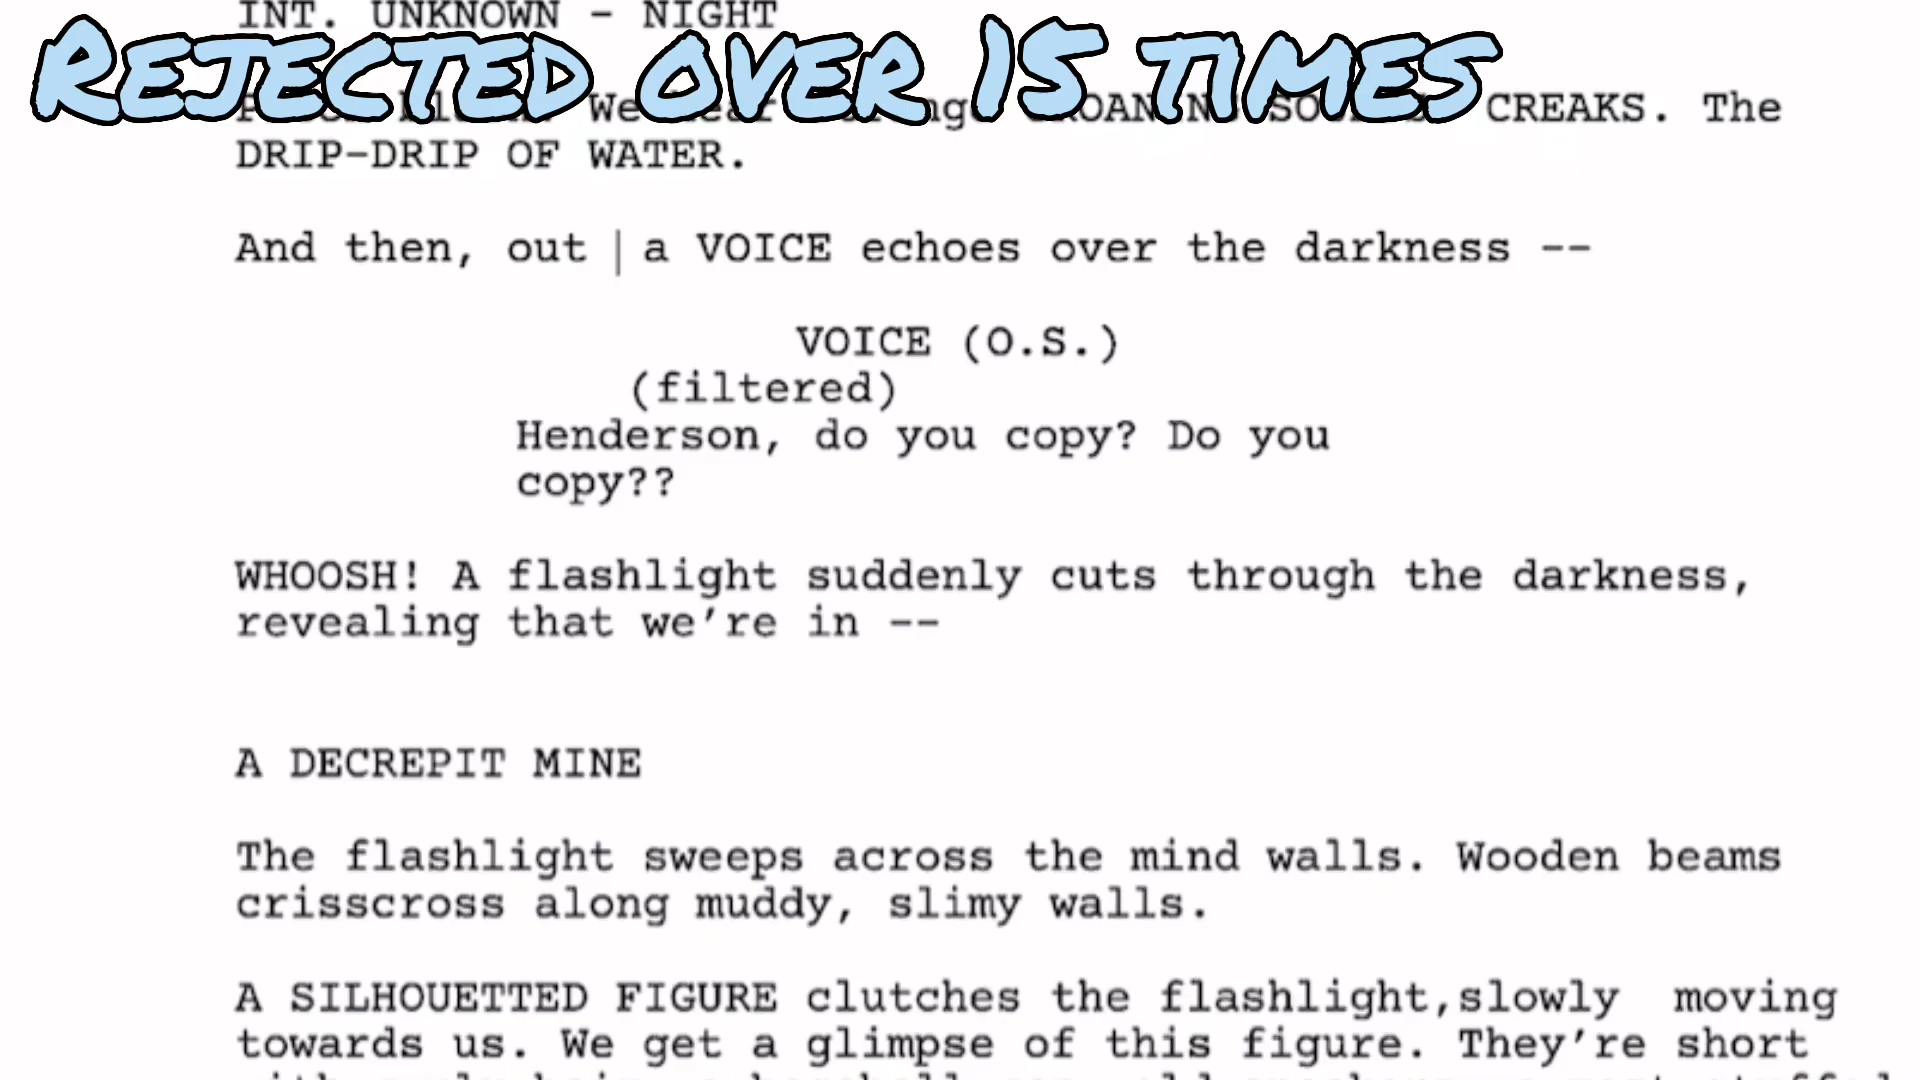 INT. UNKNOWN - NIGHT
REJECTED OVER 15 TIMES
We CREAKS. The
DRIP-DRIP OF WATER.
And then, out | a VOICE echoes over the darkness --
VOICE (O.S.)
(filtered)
Henderson, do you copy? Do you
copy??
WHOOSH! A flashlight suddenly cuts through the darkness,
revealing that we're in --
A DECREPIT MINE
The flashlight sweeps across the mind walls. Wooden beams
crisscross along muddy, slimy walls.
A SILHOUETTED FIGURE clutches the flashlight,slowly moving
towards us. We get a glimpse of this figure. They're short